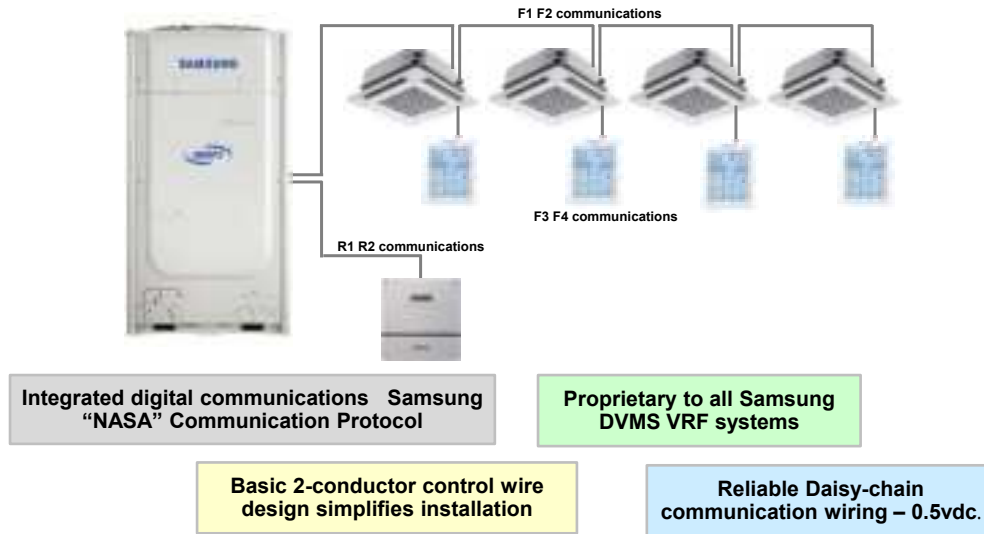 F1 F2 communications
SAMSUNG
F3 F4 communications
R1 R2 communications
Integrated digital communications   Samsung
“NASA” Communication Protocol
Proprietary to all Samsung
DVMS VRF systems
Basic 2-conductor control wire
design simplifies installation
Reliable Daisy-chain
communication wiring – 0.5vdc.